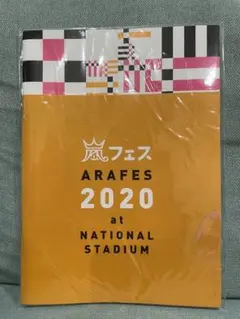 嵐フェス
ARAFES
2020
at
NATIONAL
STADIUM